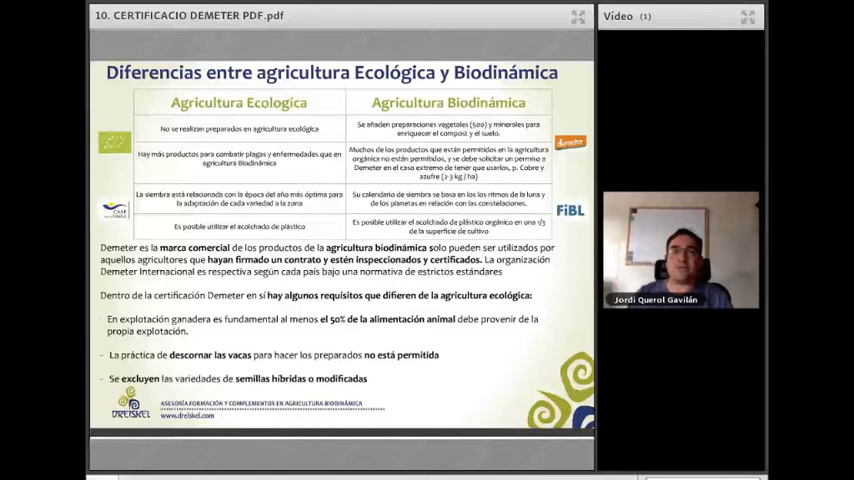 10. CERTIFICACIO DEMETER PDF.pdf
Vídeo (1)
Diferencias entre agricultura Ecológica y Biodinámica
Agricultura Ecologica
Agricultura Biodinámica
No se realizan preparados en agricultura ecológica
Se añaden preparaciones vegetales (500) y minerales para
enriquecer el compost y el suelo.
Hay más productos para combatir plagas y enfermedades que en
agricultura Biodinámica
Muchos de los productos que están permitidos en la agricultura
orgánica no están permitidos, y se debe solicitar un permiso a
Demeter en el caso extremo de tener que usarlos, p. Cobre y
azufre (2-3 kg / ha)
La siembra está relacionado con la época del año más óptima para
la adaptación de cada variedad a la zona
Su calendario de siembra se basa en los los ritmos de la luna y
de los planetas en relación con las constelaciones.
Es posible utilizar el acolchado de plástico
Es posible utilizar el acolchado de plástico orgánico en una 1/3
de la superficie de cultivo
demeter
CAAE
FiBL
Demeter es la marca comercial de los productos de la agricultura biodinámica solo pueden ser utilizados por
aquellos agricultores que hayan firmado un contrato y estén inspeccionados y certificados. La organización
Demeter Internacional es respectiva según cada país bajo una normativa de estrictos estándares
Dentro de la certificación Demeter en sí hay algunos requisitos que difieren de la agricultura ecológica:
- En explotación ganadera es fundamental al menos el 50% de la alimentación animal debe provenir de la
propia explotación.
- La práctica de descornar las vacas para hacer los preparados no está permitida
- Se excluyen las variedades de semillas híbridas o modificadas
DREISKEL
ASESORÍA FORMACIÓN Y COMPLEMENTOS EN AGRICULTURA BIODINÁMICA
www.dreiskel.com
Jordi Querol Gavilán